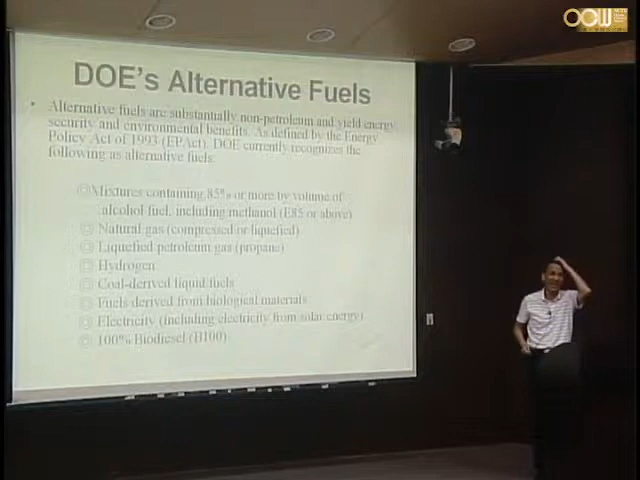 OCW
DOE's Alternative Fuels
• Alternative fuels are substantially non-petroleum and yield energy
security and environmental benefits. As defined by the Energy
Policy Act of 1993 (EPAct). DOE currently recognizes the
following as alternative fuels:
◎Mixtures containing 85% or more by volume of
alcohol fuel, including methanol (E85 or above)
◎ Natural gas (compressed or liquefied)
◎ Liquefied petroleum gas (propane)
◎ Hydrogen
◎ Coal-derived liquid fuels
◎ Fuels derived from biological materials
◎ Electricity (including electricity from solar energy)
◎ 100% Biodiesel (B100)